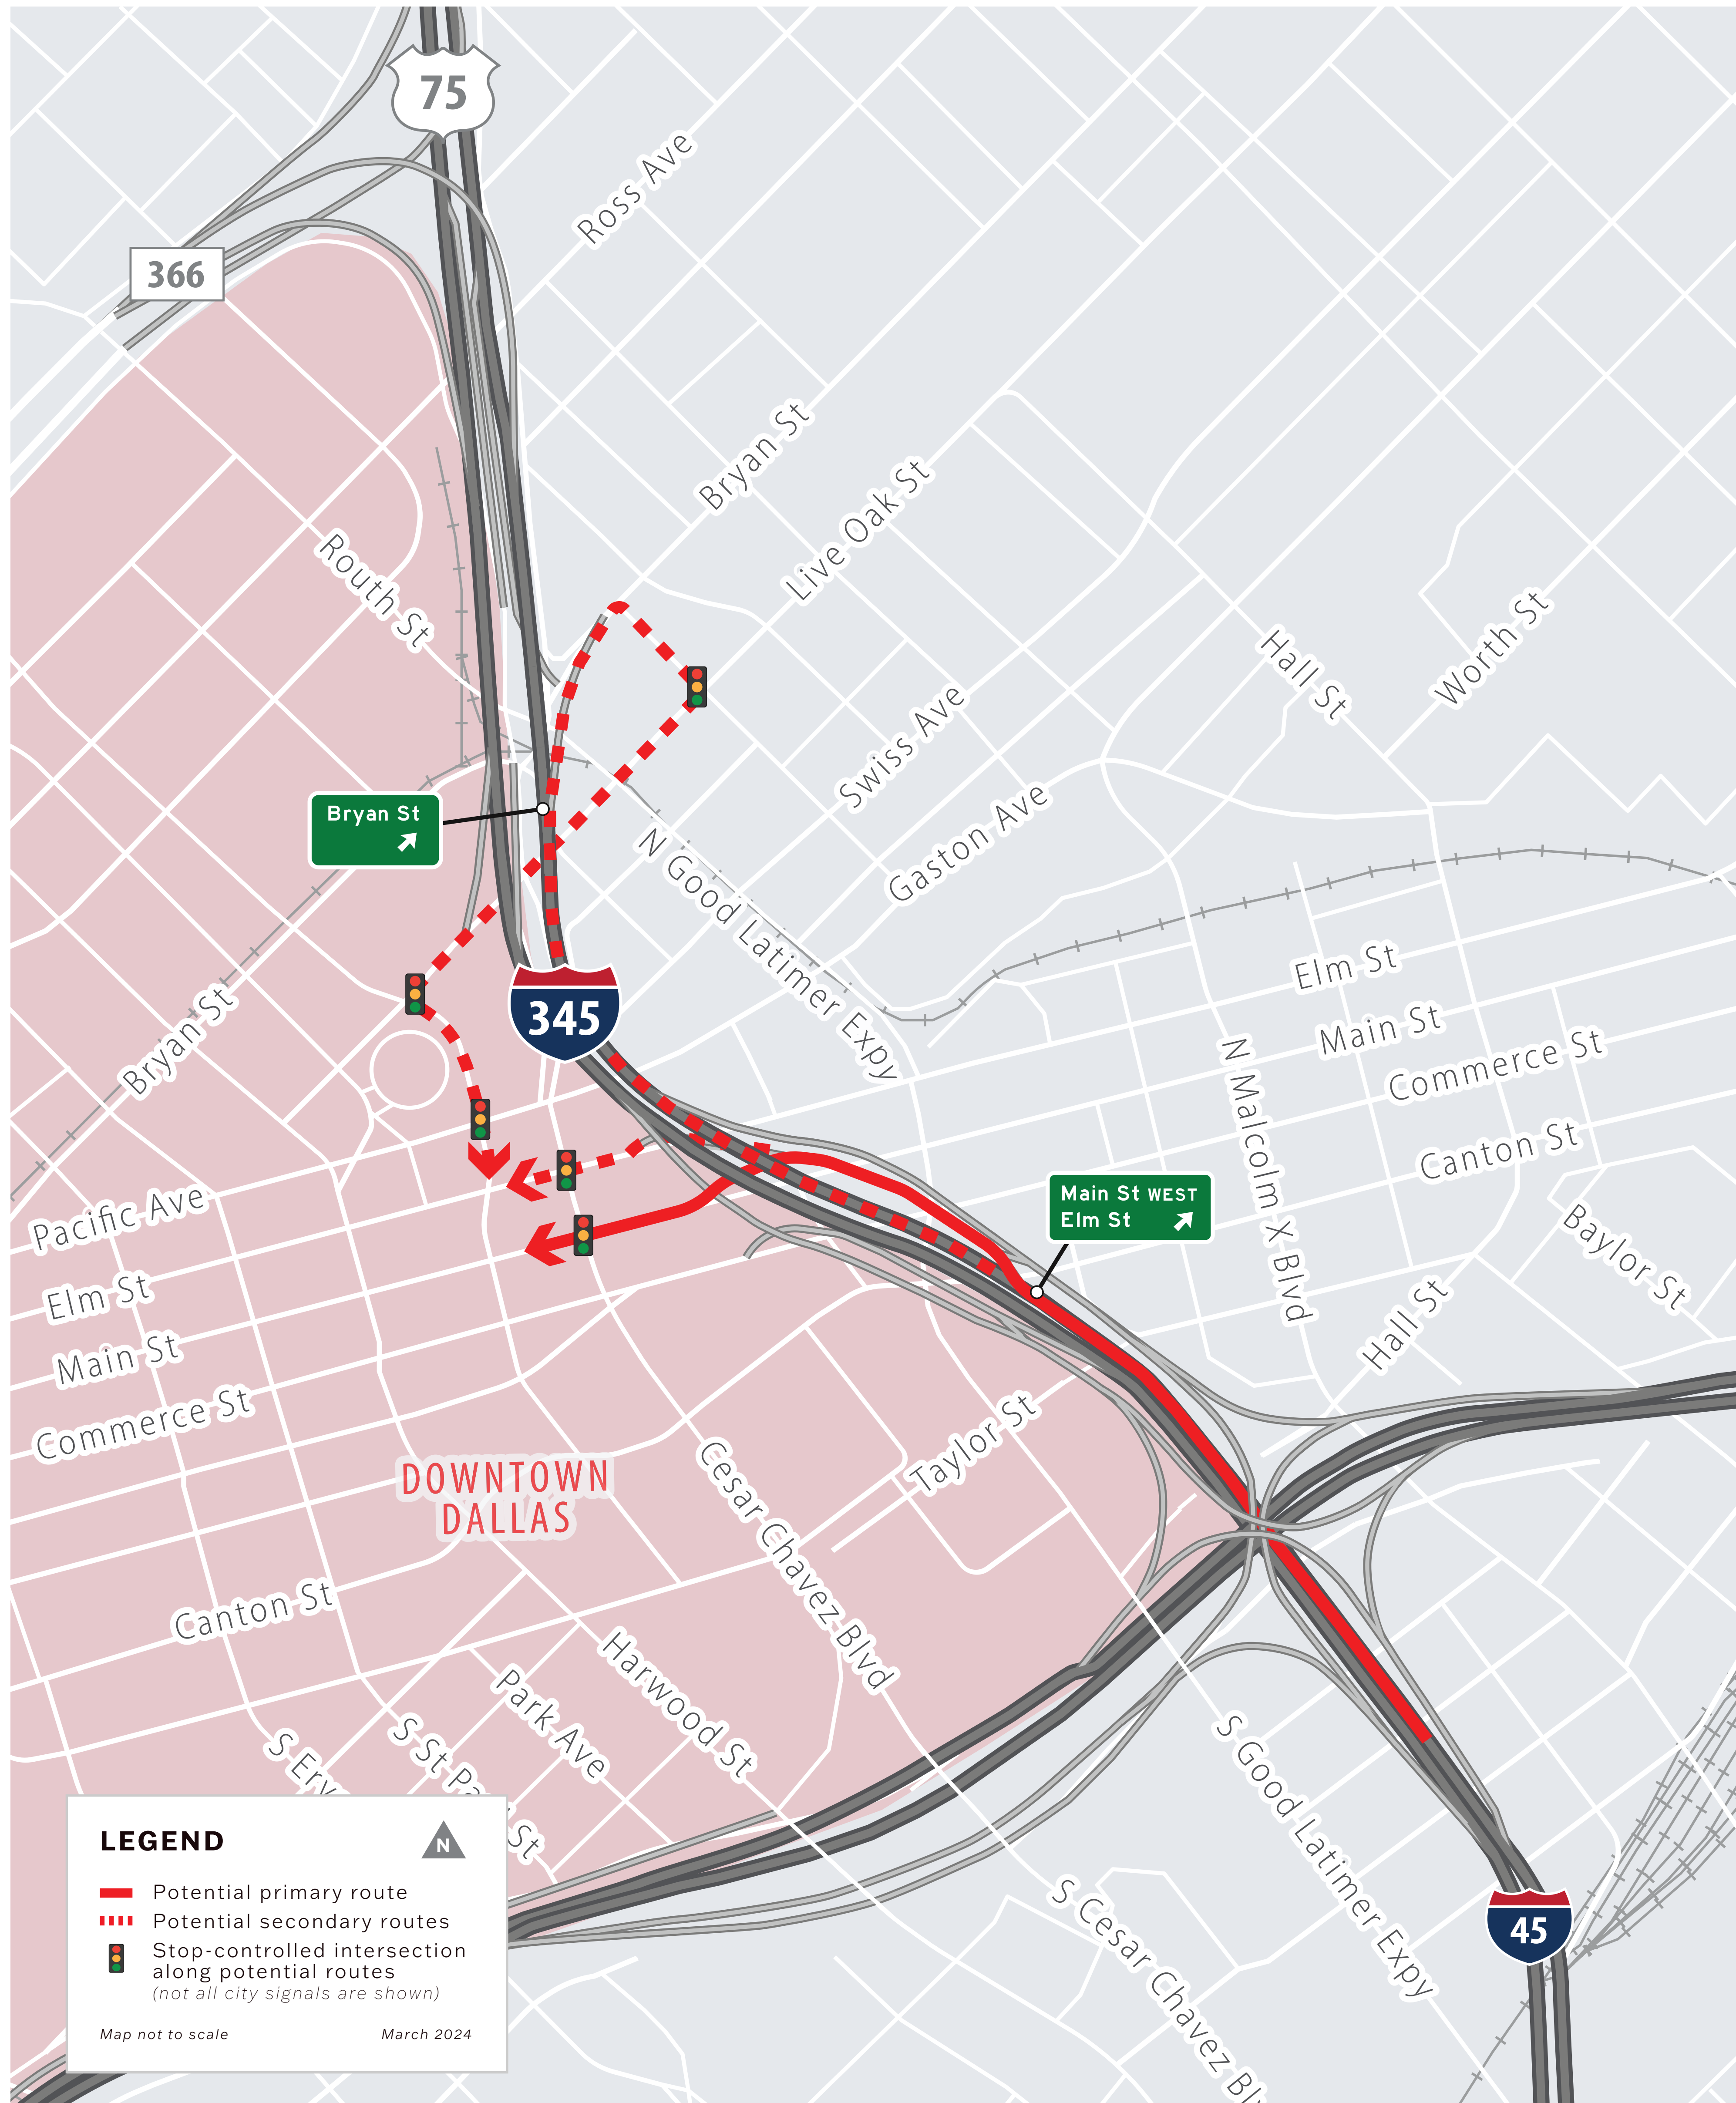 75
Ross Ave
366
Bryan St
Live Oak St
Routh St
Hall St
Worth St
Swiss Ave
Bryan St
Gaston Ave
N Good Latimer Expy
Elm St
Bryan St
345
Main St
Commerce St
N Malcolm X Blvd
Canton St
Pacific Ave
Main St WEST
Elm St
Baylor St
Elm St
Main St
Hall St
Commerce St
Taylor St
DOWNTOWN
DALLAS
Cesar Chavez Blvd
Canton St
Harwood St
Park Ave
S St Pa St
S Erv
S Good Latimer Expy
S Cesar Chavez Bl
45
LEGEND
N
Potential primary route
Potential secondary routes
Stop-controlled intersection
along potential routes
(not all city signals are shown)
Map not to scale
March 2024